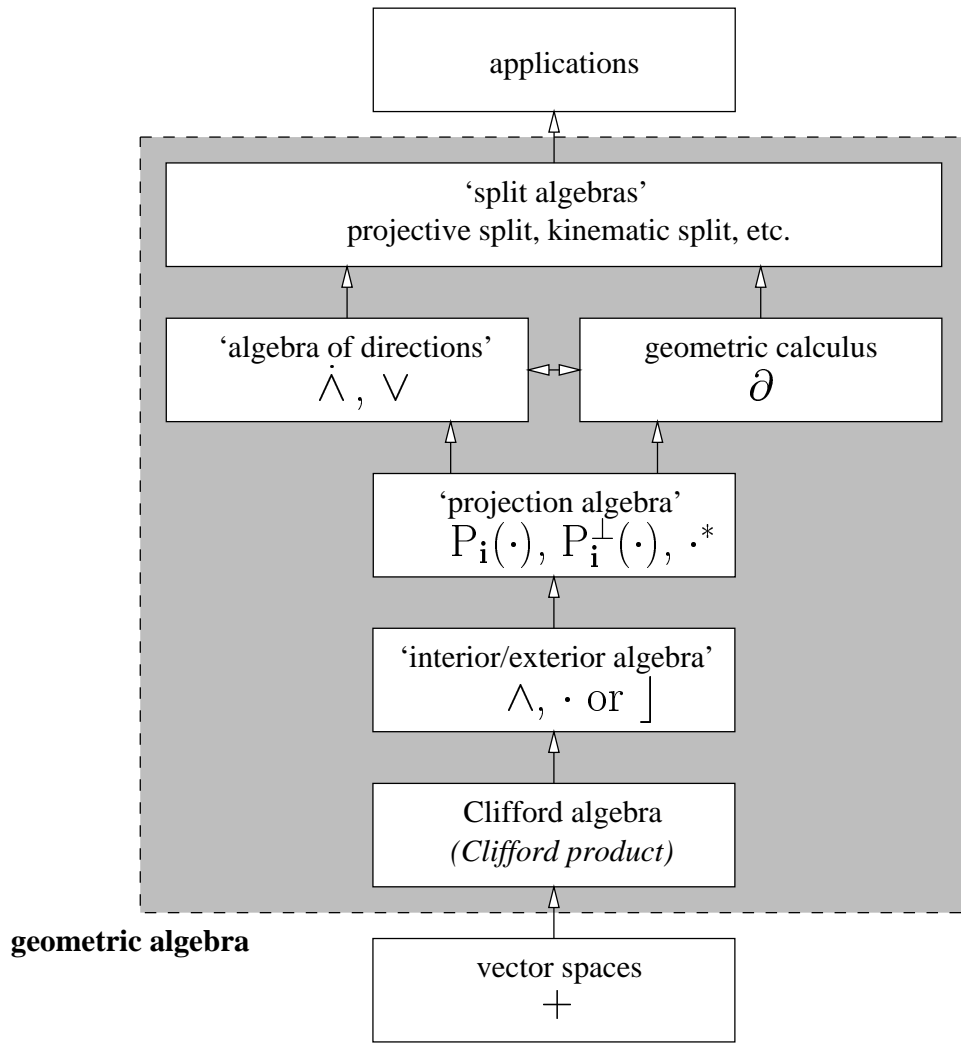 applications
‘split algebras’
projective split, kinematic split, etc.
‘algebra of directions’
∧̇ , ∨
geometric calculus
∂
‘projection algebra’
P𝐢(·), P𝐢⊥(·), ·*
‘interior/exterior algebra’
∧, · or ⌋
Clifford algebra
(Clifford product)
geometric algebra
vector spaces
+